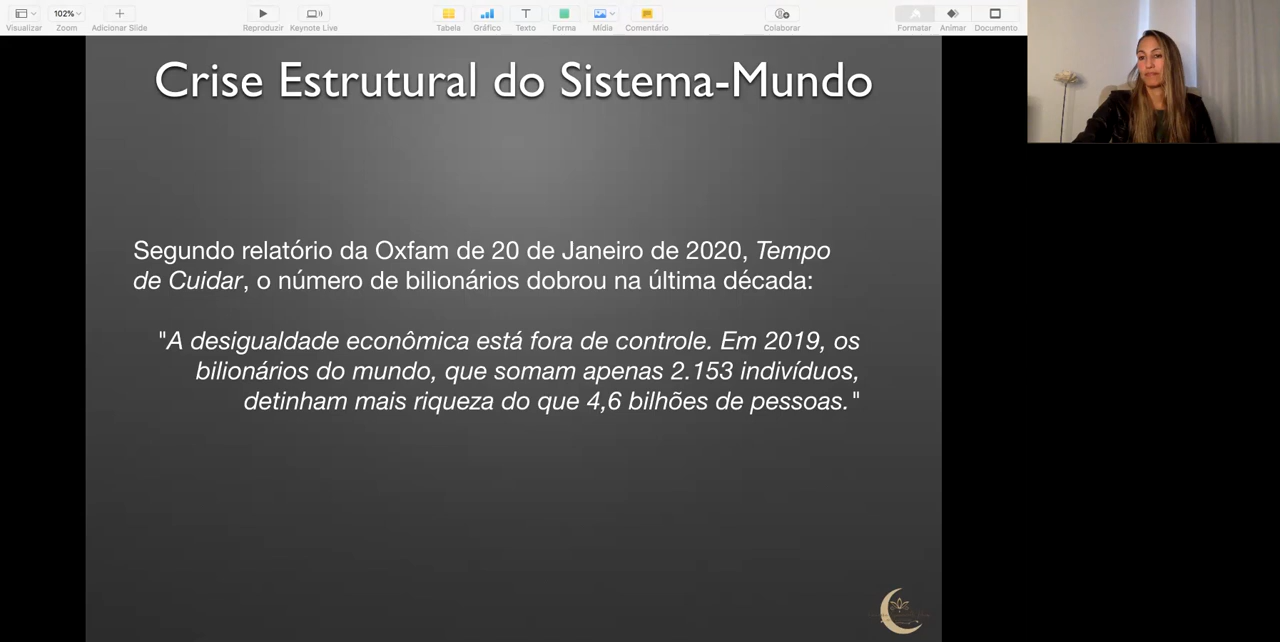 102%
Visualizar
Zoom
Adicionar Slide
Reproduzir
Keynote Live
Tabela
Gráfico
Texto
Forma
Mídia
Comentário
Colaborar
Formatar
Animar
Documento
Crise Estrutural do Sistema-Mundo
Segundo relatório da Oxfam de 20 de Janeiro de 2020, Tempo
de Cuidar, o número de bilionários dobrou na última década:
"A desigualdade econômica está fora de controle. Em 2019, os
bilionários do mundo, que somam apenas 2.153 indivíduos,
detinham mais riqueza do que 4,6 bilhões de pessoas."